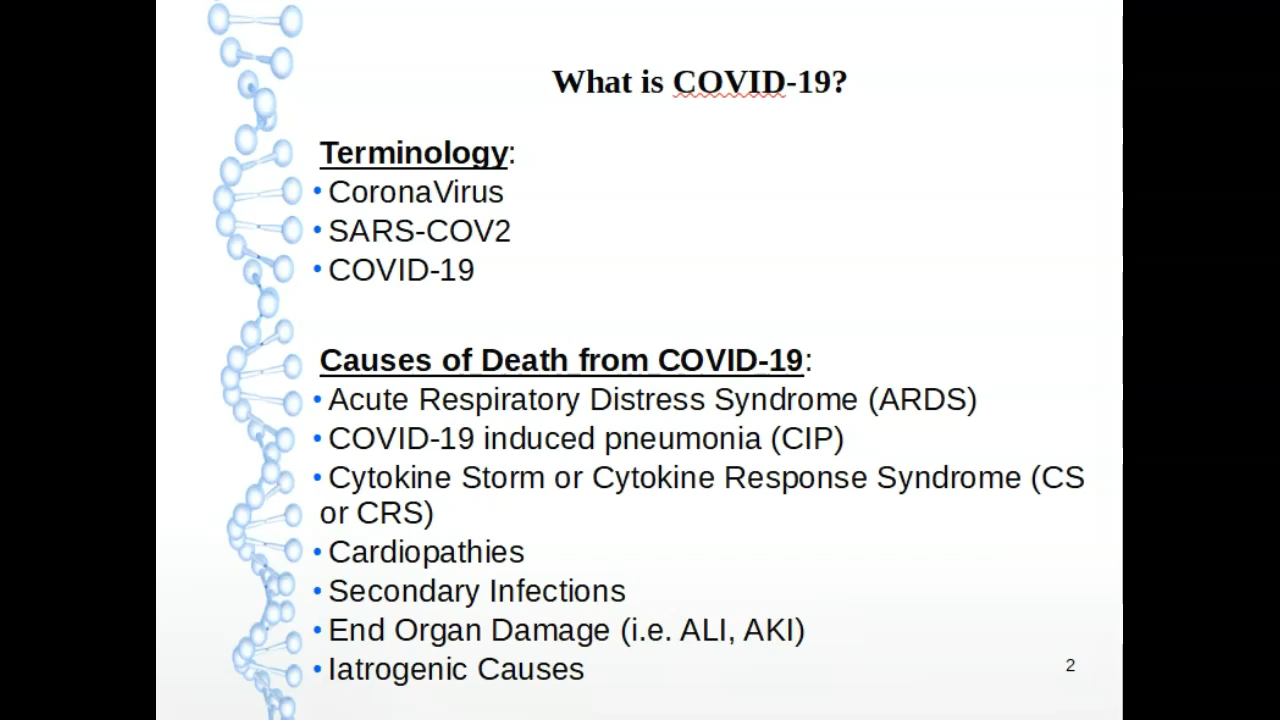 What is COVID-19?
Terminology:
• CoronaVirus
• SARS-COV2
• COVID-19
Causes of Death from COVID-19:
• Acute Respiratory Distress Syndrome (ARDS)
• COVID-19 induced pneumonia (CIP)
• Cytokine Storm or Cytokine Response Syndrome (CS
or CRS)
• Cardiopathies
• Secondary Infections
• End Organ Damage (i.e. ALI, AKI)
• Iatrogenic Causes
2